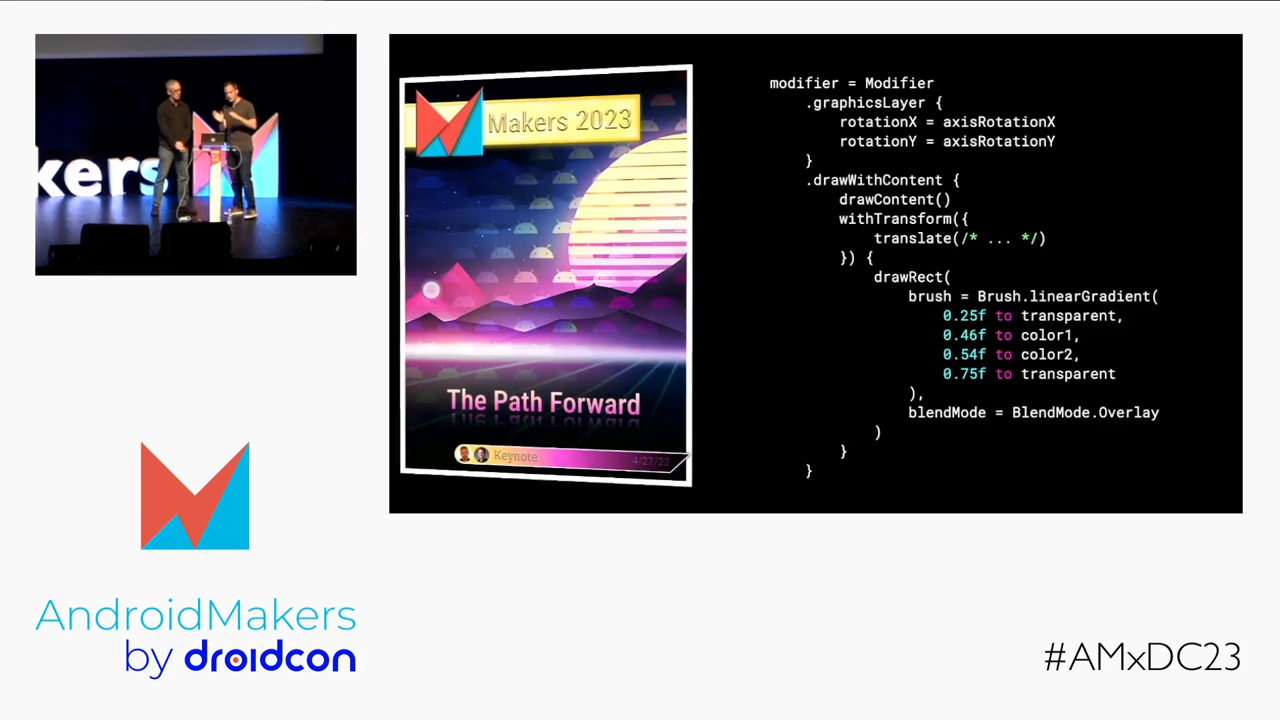 kers
Makers 2023
The Path Forward
Keynote
4/27/23
modifier = Modifier
.graphicsLayer {
rotationX = axisRotationX
rotationY = axisRotationY
}
.drawWithContent {
drawContent()
withTransform({
translate(/* ... */)
}) {
drawRect(
brush = Brush.linearGradient(
0.25f to transparent,
0.46f to color1,
0.54f to color2,
0.75f to transparent
),
blendMode = BlendMode.Overlay
)
}
}
AndroidMakers
by droidcon
#AMxDC23